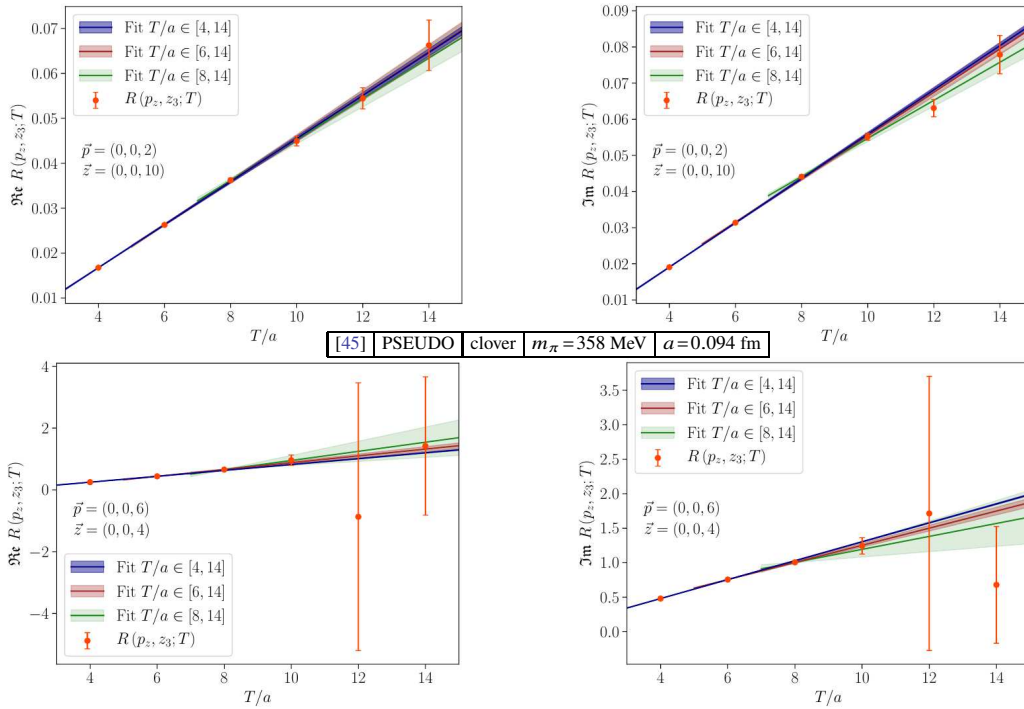 0.07
0.06
0.05
0.04
0.03
0.02
0.01
4 6 8 10 12 14
T/a
ℜe R(p_z, z_3; T)
Fit T/a ∈ [4, 14]
Fit T/a ∈ [6, 14]
Fit T/a ∈ [8, 14]
R(p_z, z_3; T)
p⃗ = (0, 0, 2)
z⃗ = (0, 0, 10)
0.09
0.08
0.07
0.06
0.05
0.04
0.03
0.02
0.01
4 6 8 10 12 14
T/a
ℑm R(p_z, z_3; T)
Fit T/a ∈ [4, 14]
Fit T/a ∈ [6, 14]
Fit T/a ∈ [8, 14]
R(p_z, z_3; T)
p⃗ = (0, 0, 2)
z⃗ = (0, 0, 10)
[45] PSEUDO clover m_π=358 MeV a=0.094 fm
4
2
0
−2
−4
4 6 8 10 12 14
T/a
ℜe R(p_z, z_3; T)
p⃗ = (0, 0, 6)
z⃗ = (0, 0, 4)
Fit T/a ∈ [4, 14]
Fit T/a ∈ [6, 14]
Fit T/a ∈ [8, 14]
R(p_z, z_3; T)
3.5
3.0
2.5
2.0
1.5
1.0
0.5
0.0
4 6 8 10 12 14
T/a
ℑm R(p_z, z_3; T)
Fit T/a ∈ [4, 14]
Fit T/a ∈ [6, 14]
Fit T/a ∈ [8, 14]
R(p_z, z_3; T)
p⃗ = (0, 0, 6)
z⃗ = (0, 0, 4)